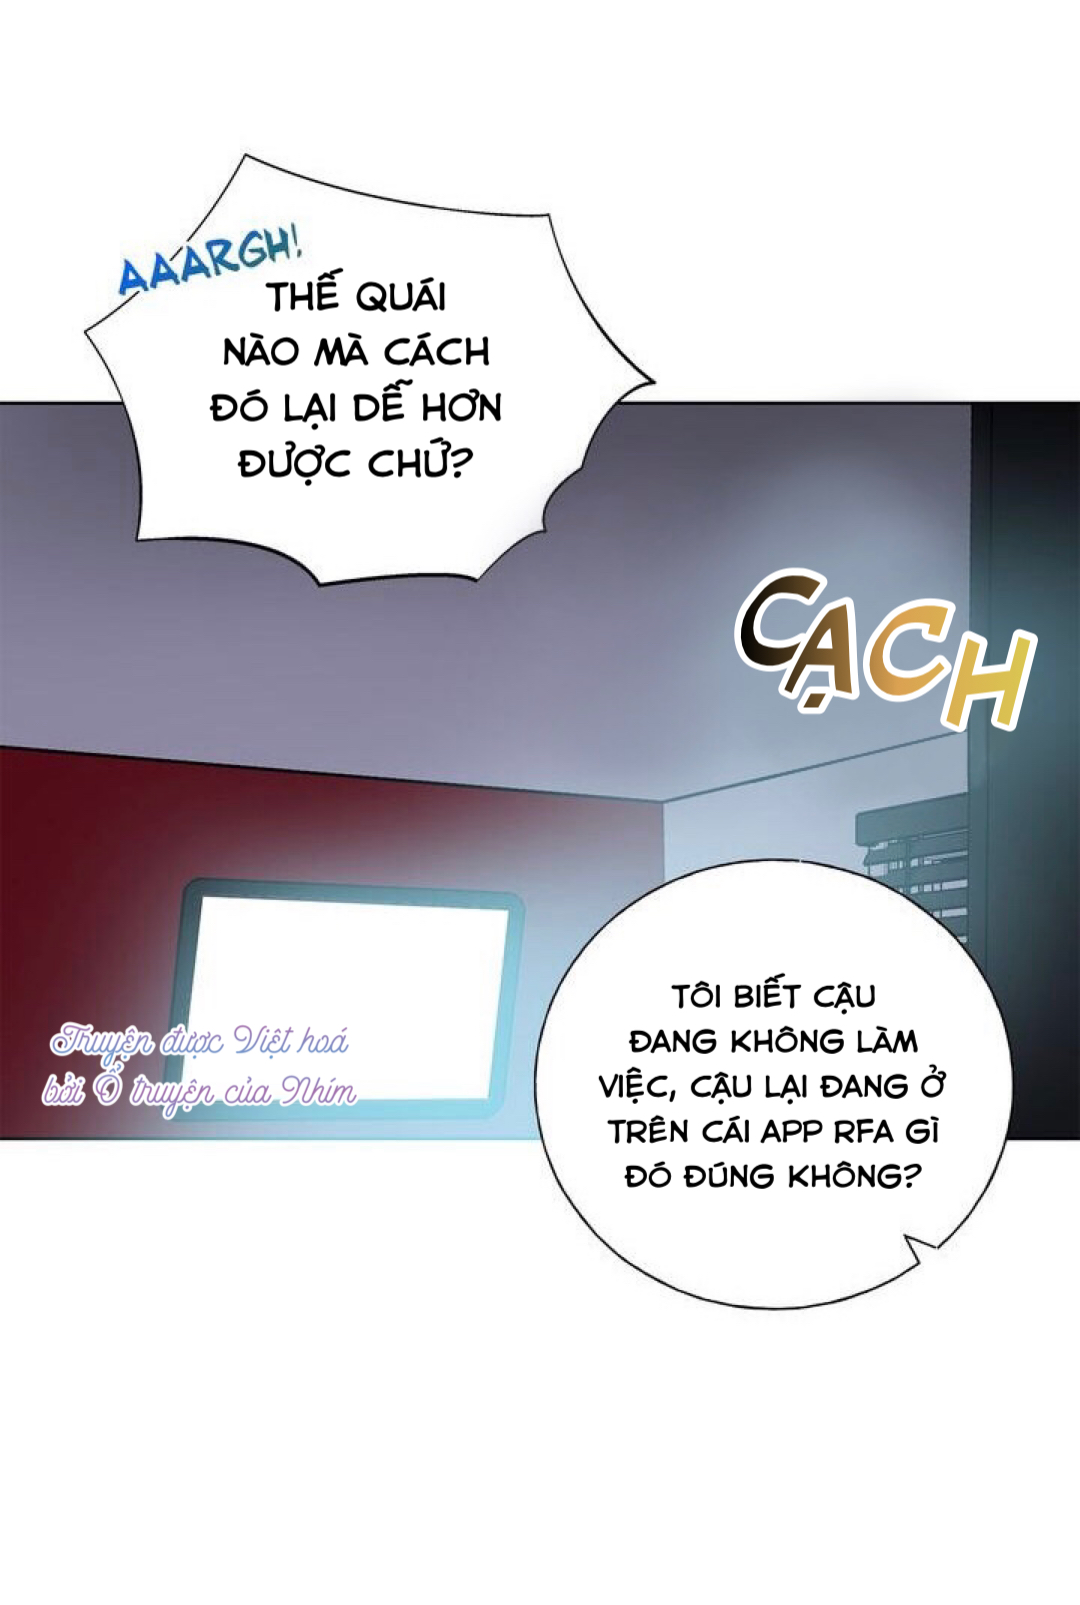 AAARGH!
THẾ QUÁI
NÀO MÀ CÁCH
ĐÓ LẠI DỄ HƠN
ĐƯỢC CHỨ?
CẠCH
TÔI BIẾT CẬU
ĐANG KHÔNG LÀM
VIỆC, CẬU LẠI ĐANG Ở
TRÊN CÁI APP RFA GÌ
ĐÓ ĐÚNG KHÔNG?
Truyện được Việt hoá
bởi Ổ truyện của Nhím